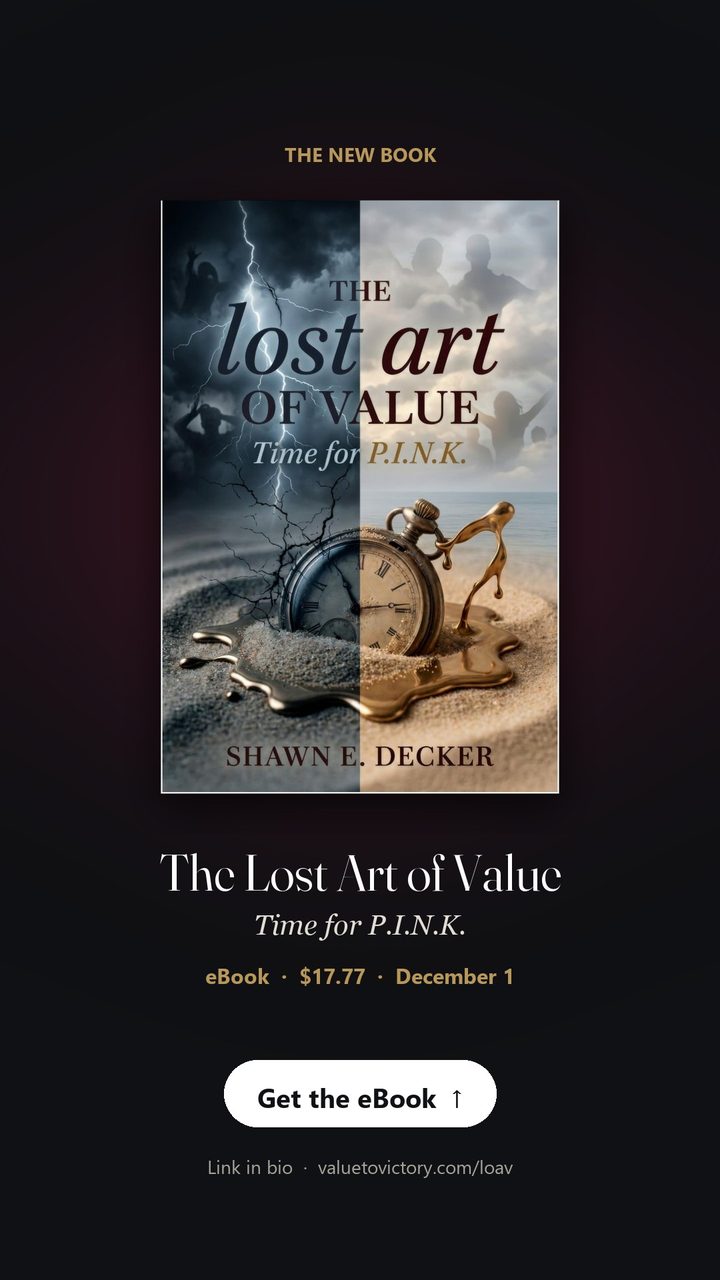 THE NEW BOOK
THE
lost art
OF VALUE
Time for P.I.N.K.
SHAWN E. DECKER
The Lost Art of Value
Time for P.I.N.K.
eBook · $17.77 · December 1
Get the eBook ↑
Link in bio · valuetovictory.com/loav